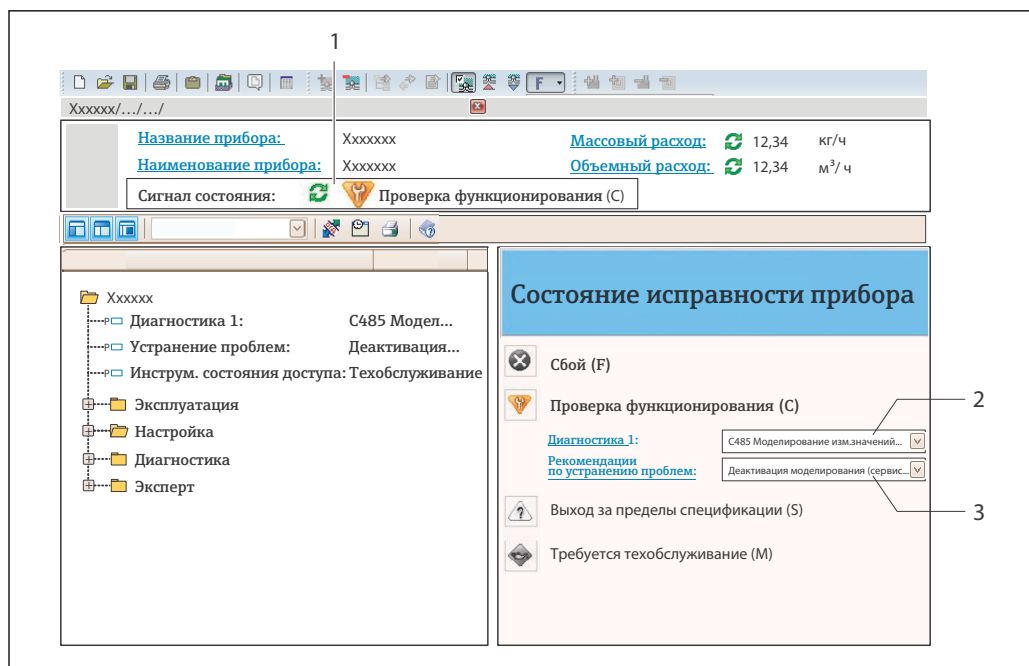 1
F
Xxxxxx/.../.../
Название прибора:
Xxxxxxx
Массовый расход:
12,34
кг/ч
Наименование прибора:
Xxxxxxx
Объемный расход:
12,34
м³/ ч
Сигнал состояния:
Проверка функционирования (C)
Xxxxxx
P Диагностика 1:
C485 Модел...
P Устранение проблем:
Деактивация...
P Инструм. состояния доступа:
Техобслуживание
Эксплуатация
Настройка
Диагностика
Эксперт
Состояние исправности прибора
Сбой (F)
Проверка функционирования (C)
2
Диагностика 1:
C485 Моделирование изм.значений...
Рекомендации
по устранению проблем:
Деактивация моделирования (сервис...
3
Выход за пределы спецификации (S)
Требуется техобслуживание (M)